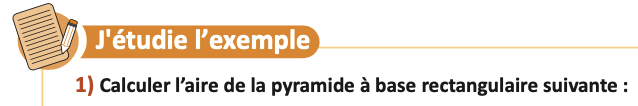 J'étudie l’exemple
1) Calculer l’aire de la pyramide à base rectangulaire suivante :